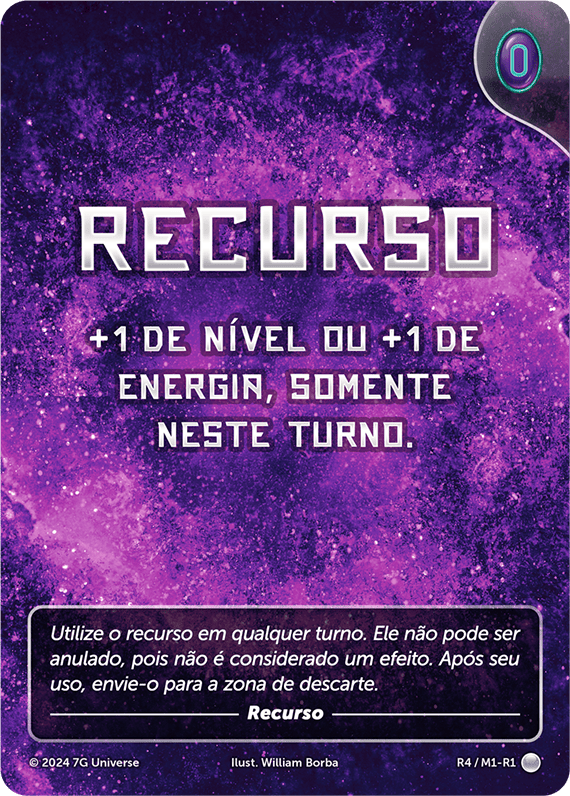 0
RECURSO
+1 DE NÍVEL OU +1 DE
ENERGIA, SOMENTE
NESTE TURNO.
Utilize o recurso em qualquer turno. Ele não pode ser
anulado, pois não é considerado um efeito. Após seu
uso, envie-o para a zona de descarte.
Recurso
© 2024 7G Universe Ilust. William Borba R4 / M1-R1